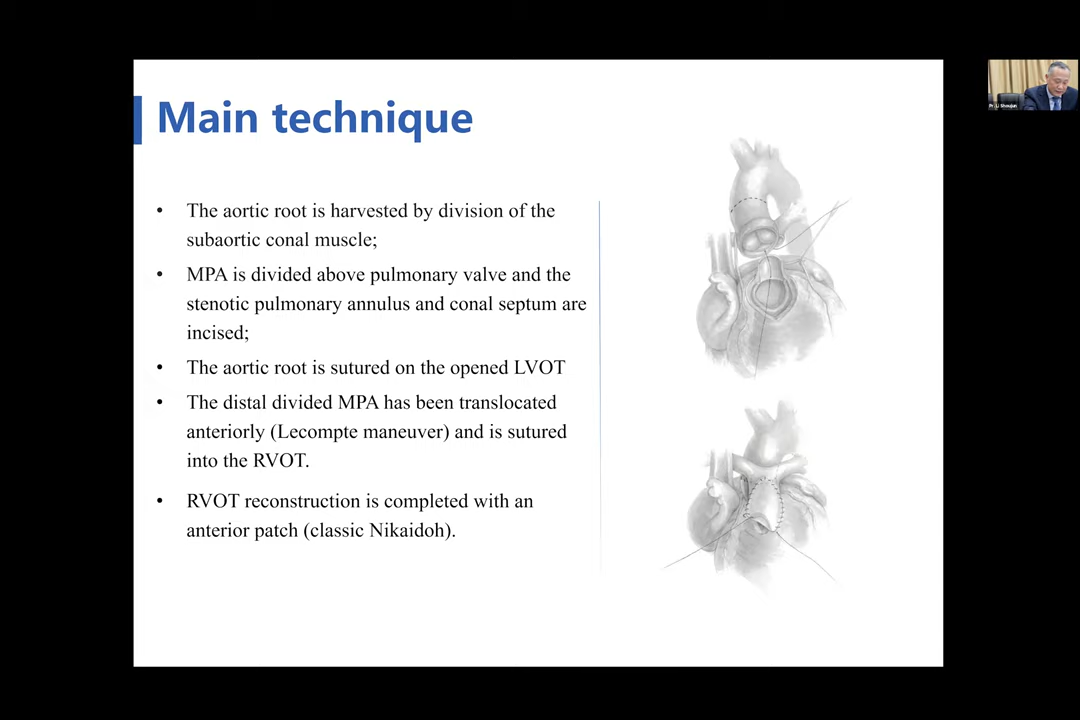 Main technique
• The aortic root is harvested by division of the
subaortic conal muscle;
• MPA is divided above pulmonary valve and the
stenotic pulmonary annulus and conal septum are
incised;
• The aortic root is sutured on the opened LVOT
• The distal divided MPA has been translocated
anteriorly (Lecompte maneuver) and is sutured
into the RVOT.
• RVOT reconstruction is completed with an
anterior patch (classic Nikaidoh).
Pr. Li Shoujun